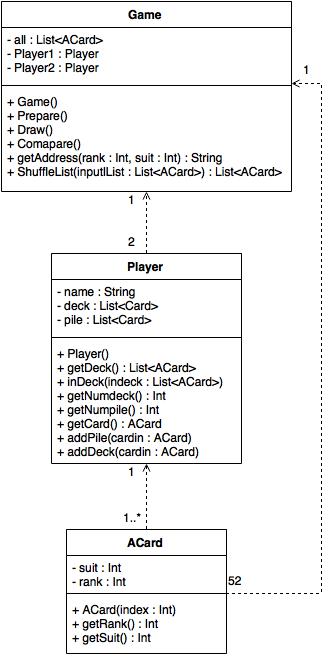 Game
- all : List<ACard>
- Player1 : Player
- Player2 : Player
+ Game()
+ Prepare()
+ Draw()
+ Comapare()
+ getAddress(rank : Int, suit : Int) : String
+ ShuffleList(inputlList : List<ACard>) : List<ACard>
1
1
2
Player
- name : String
- deck : List<Card>
- pile : List<Card>
+ Player()
+ getDeck() : List<ACard>
+ inDeck(indeck : List<ACard>)
+ getNumdeck() : Int
+ getNumpile() : Int
+ getCard() : ACard
+ addPile(cardin : ACard)
+ addDeck(cardin : ACard)
1
1..*
ACard
- suit : Int
- rank : Int
52
+ ACard(index : Int)
+ getRank() : Int
+ getSuit() : Int